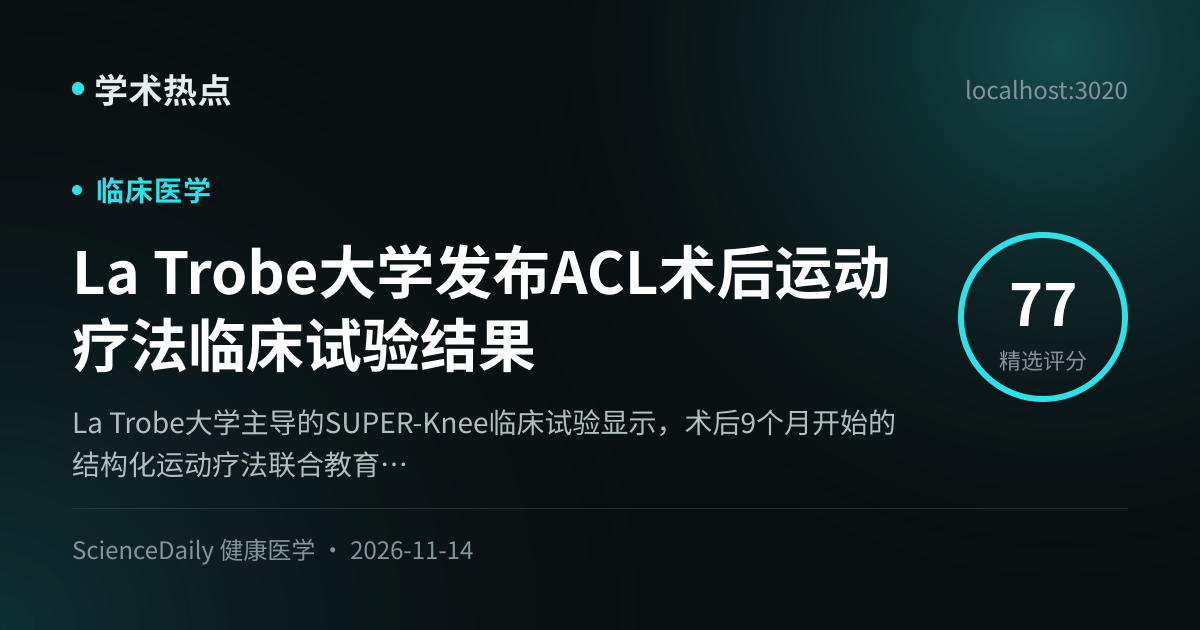 学术热点
localhost:3020
临床医学
La Trobe大学发布ACL术后运动
疗法临床试验结果
77
精选评分
La Trobe大学主导的SUPER-Knee临床试验显示，术后9个月开始的
结构化运动疗法联合教育…
ScienceDaily 健康医学 · 2026-11-14